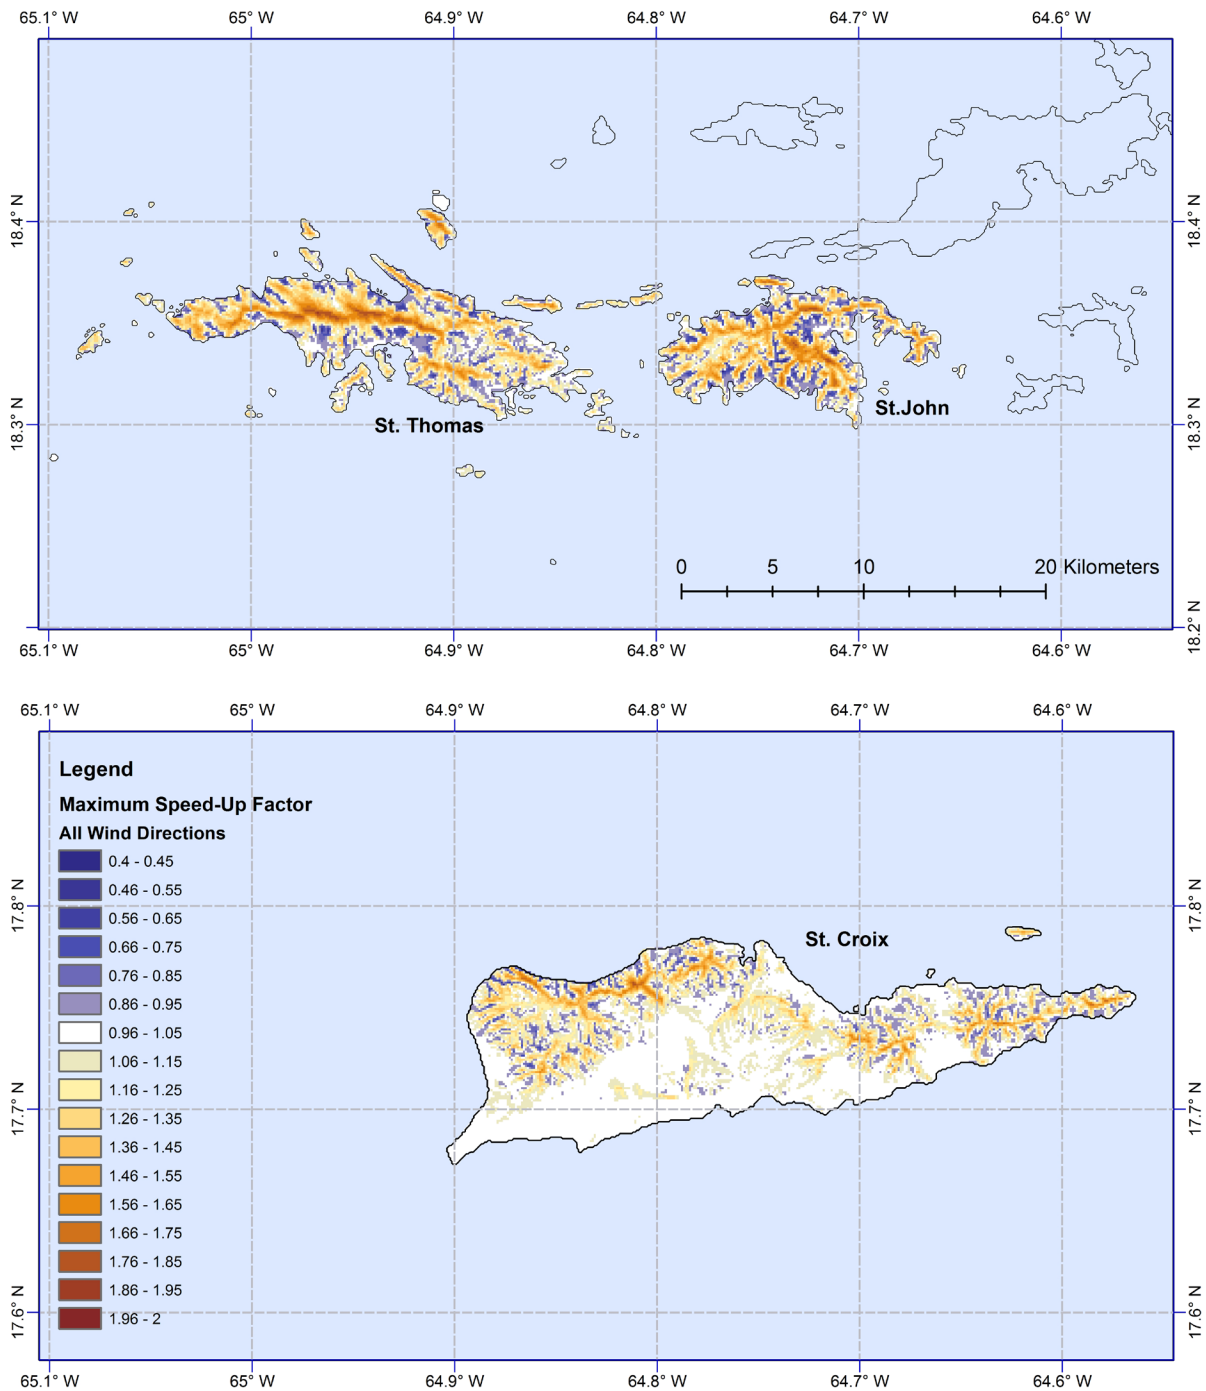 65.1° W 65° W 64.9° W 64.8° W 64.7° W 64.6° W
18.4° N 18.4° N
18.3° N 18.3° N
St. Thomas
St.John
0 5 10 20 Kilometers
18.2° N
65.1° W 65° W 64.9° W 64.8° W 64.7° W 64.6° W
65.1° W 65° W 64.9° W 64.8° W 64.7° W 64.6° W
Legend
Maximum Speed-Up Factor
All Wind Directions
0.4 - 0.45
0.46 - 0.55
0.56 - 0.65
0.66 - 0.75
0.76 - 0.85
0.86 - 0.95
0.96 - 1.05
1.06 - 1.15
1.16 - 1.25
1.26 - 1.35
1.36 - 1.45
1.46 - 1.55
1.56 - 1.65
1.66 - 1.75
1.76 - 1.85
1.86 - 1.95
1.96 - 2
17.8° N 17.8° N
St. Croix
17.7° N 17.7° N
17.6° N 17.6° N
65.1° W 65° W 64.9° W 64.8° W 64.7° W 64.6° W